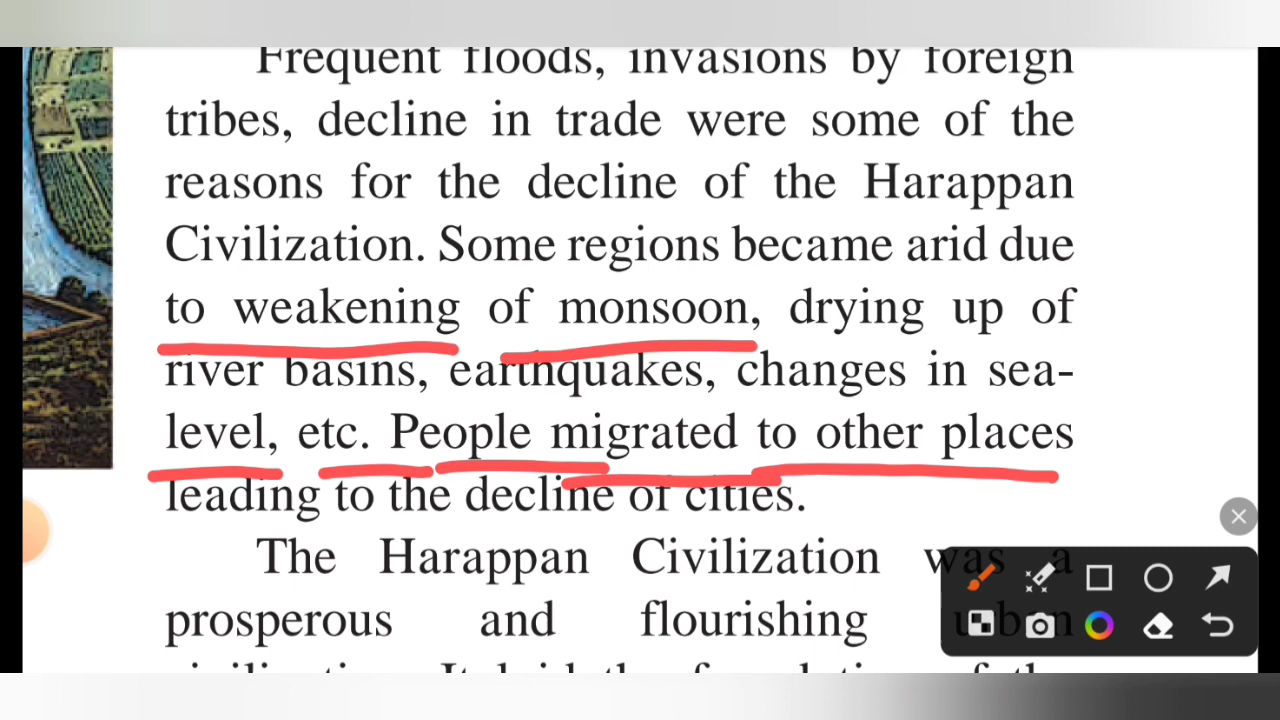 Frequent floods, invasions by foreign
tribes, decline in trade were some of the
reasons for the decline of the Harappan
Civilization. Some regions became arid due
to weakening of monsoon, drying up of
river basins, earthquakes, changes in sea-
level, etc. People migrated to other places
leading to the decline of cities.
The Harappan Civilization was a
prosperous and flourishing urban